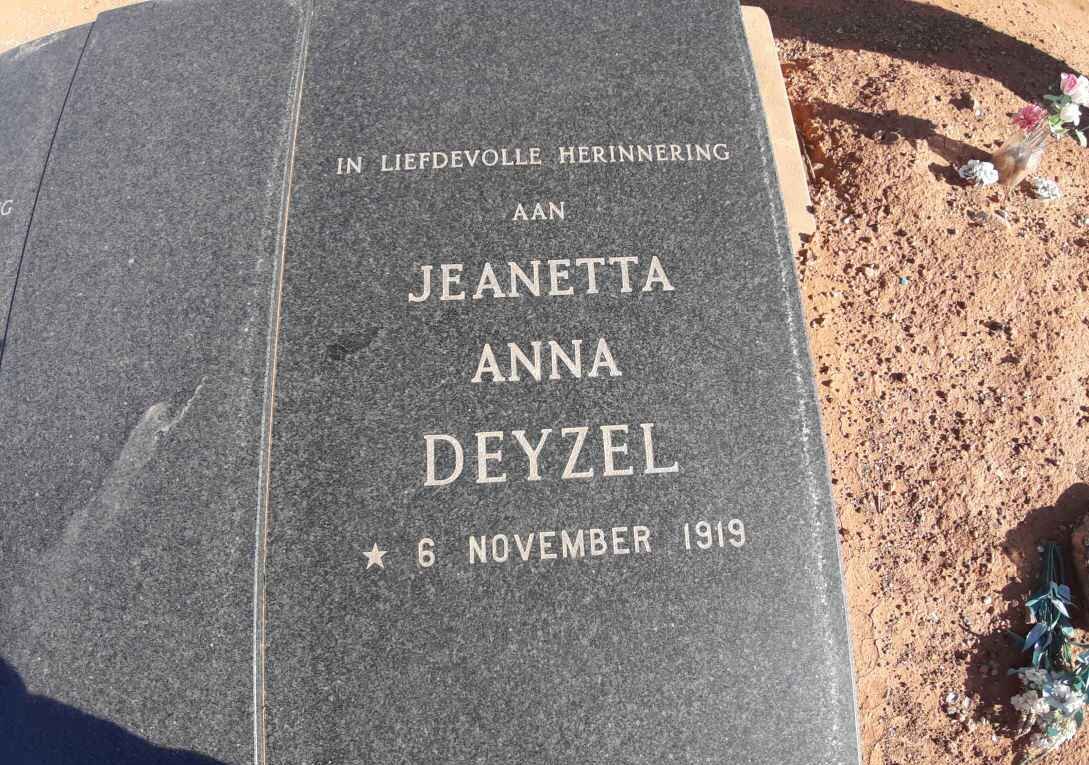 IN LIEFDEVOLLE HERINNERING
AAN
JEANETTA
ANNA
DEYZEL
★ 6 NOVEMBER 1919